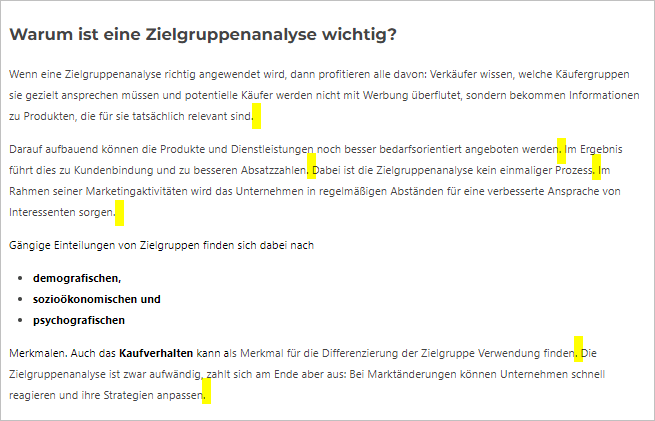 Warum ist eine Zielgruppenanalyse wichtig?
Wenn eine Zielgruppenanalyse richtig angewendet wird, dann profitieren alle davon: Verkäufer wissen, welche Käufergruppen
sie gezielt ansprechen müssen und potentielle Käufer werden nicht mit Werbung überflutet, sondern bekommen Informationen
zu Produkten, die für sie tatsächlich relevant sind.
Darauf aufbauend können die Produkte und Dienstleistungen noch besser bedarfsorientiert angeboten werden. Im Ergebnis
führt dies zu Kundenbindung und zu besseren Absatzzahlen. Dabei ist die Zielgruppenanalyse kein einmaliger Prozess. Im
Rahmen seiner Marketingaktivitäten wird das Unternehmen in regelmäßigen Abständen für eine verbesserte Ansprache von
Interessenten sorgen.
Gängige Einteilungen von Zielgruppen finden sich dabei nach
• demografischen,
• sozioökonomischen und
• psychografischen
Merkmalen. Auch das Kaufverhalten kann als Merkmal für die Differenzierung der Zielgruppe Verwendung finden. Die
Zielgruppenanalyse ist zwar aufwändig, zahlt sich am Ende aber aus: Bei Marktänderungen können Unternehmen schnell
reagieren und ihre Strategien anpassen.